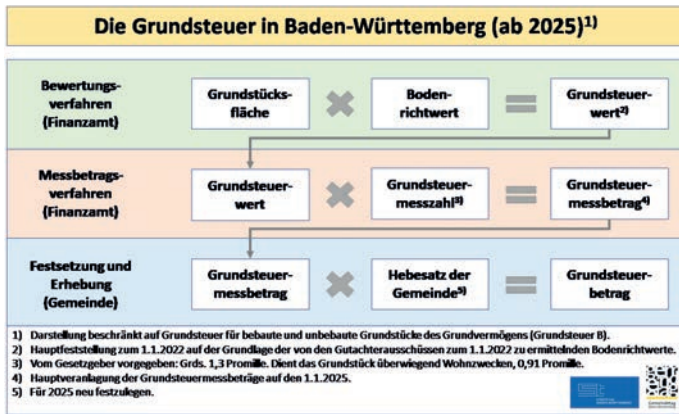 Die Grundsteuer in Baden-Württemberg (ab 2025)1)
Bewertungs-
verfahren
(Finanzamt)
Grundstücks-
fläche
Boden-
richtwert
Grundsteuer-
wert2)
Messbetrags-
verfahren
(Finanzamt)
Grundsteuer-
wert
Grundsteuer-
messzahl3)
Grundsteuer-
messbetrag4)
Festsetzung und
Erhebung
(Gemeinde)
Grundsteuer-
messbetrag
Hebesatz der
Gemeinde5)
Grundsteuer-
betrag
1) Darstellung beschränkt auf Grundsteuer für bebaute und unbebaute Grundstücke des Grundvermögens (Grundsteuer B).
2) Hauptfeststellung zum 1.1.2022 auf der Grundlage der von den Gutachterausschüssen zum 1.1.2022 zu ermittelnden Bodenrichtwerte.
3) Vom Gesetzgeber vorgegeben: Grds. 1,3 Promille. Dient das Grundstück überwiegend Wohnzwecken, 0,91 Promille.
4) Hauptveranlagung der Grundsteuermessbeträge auf den 1.1.2025.
5) Für 2025 neu festzulegen.